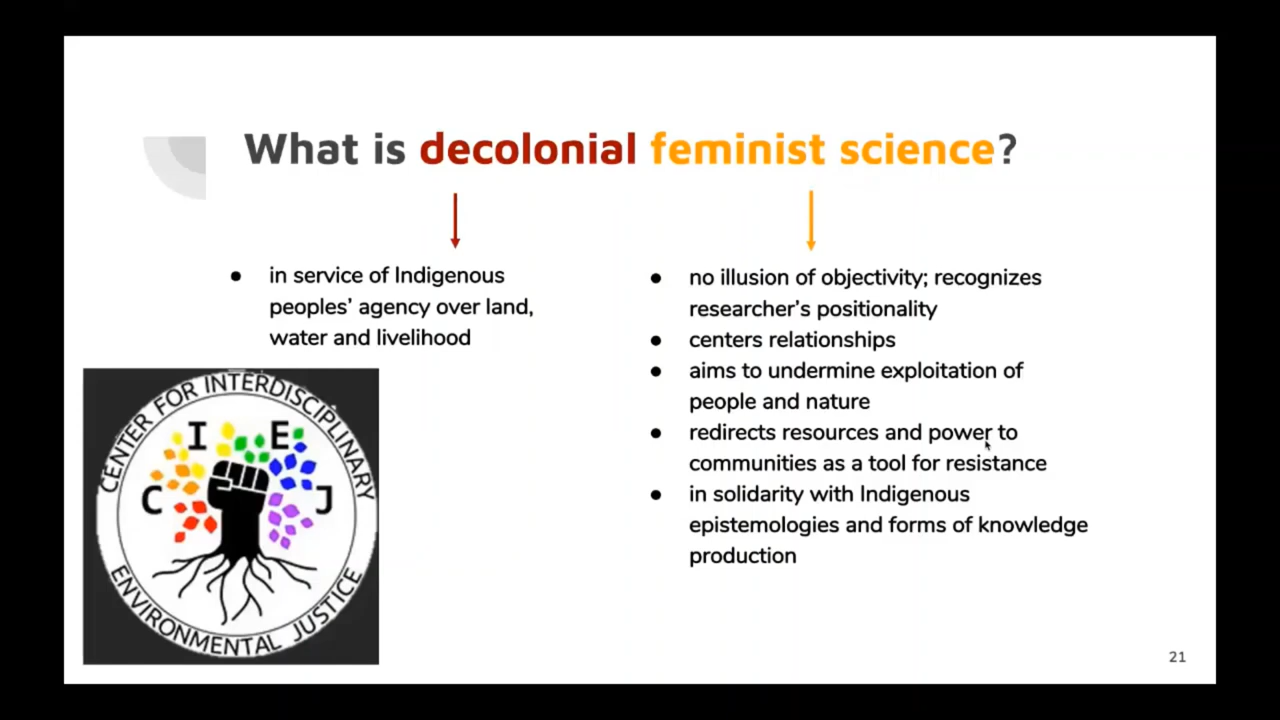 What is decolonial feminist science?
● in service of Indigenous
peoples’ agency over land,
water and livelihood
● no illusion of objectivity; recognizes
researcher’s positionality
● centers relationships
● aims to undermine exploitation of
people and nature
● redirects resources and power to
communities as a tool for resistance
● in solidarity with Indigenous
epistemologies and forms of knowledge
production
CENTER FOR INTERDISCIPLINARY
C I E J
ENVIRONMENTAL JUSTICE
21